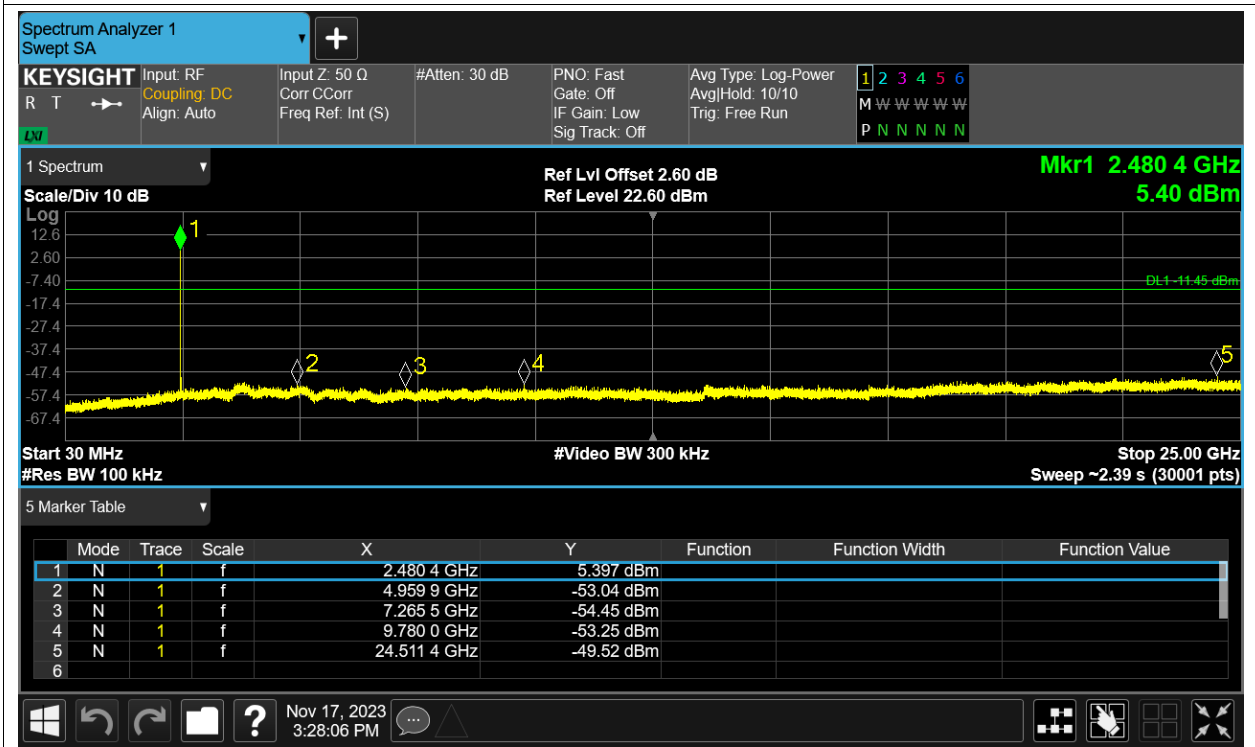 Spectrum Analyzer 1
Swept SA
KEYSIGHT Input: RF Input Z: 50 Ω #Atten: 30 dB PNO: Fast Avg Type: Log-Power 1 2 3 4 5 6
R T Coupling: DC Corr CCorr Gate: Off Avg|Hold: 10/10 M W W W W W
Align: Auto Freq Ref: Int (S) IF Gain: Low Trig: Free Run
LXI Sig Track: Off P N N N N N
1 Spectrum Ref Lvl Offset 2.60 dB Mkr1 2.480 4 GHz
Scale/Div 10 dB Ref Level 22.60 dBm 5.40 dBm
Log
1
12.6
2.60
-7.40 DL1 -11.45 dBm
-17.4
-27.4
-37.4
2 3 4 5
-47.4
-57.4
-67.4
Start 30 MHz #Video BW 300 kHz Stop 25.00 GHz
#Res BW 100 kHz Sweep ~2.39 s (30001 pts)
5 Marker Table
Mode Trace Scale X Y Function Function Width Function Value
1 N 1 f 2.480 4 GHz 5.397 dBm
2 N 1 f 4.959 9 GHz -53.04 dBm
3 N 1 f 7.265 5 GHz -54.45 dBm
4 N 1 f 9.780 0 GHz -53.25 dBm
5 N 1 f 24.511 4 GHz -49.52 dBm
6
? Nov 17, 2023
3:28:06 PM